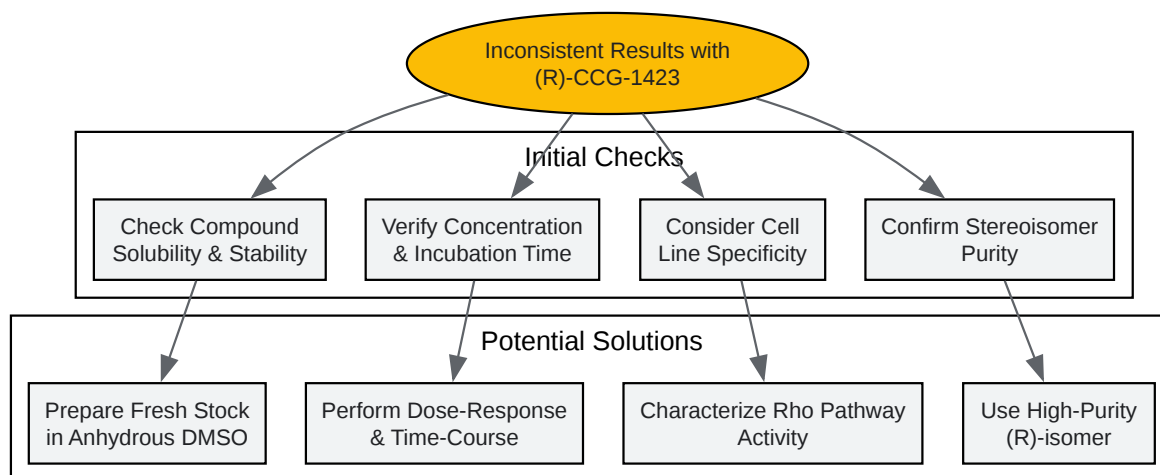 Inconsistent Results with
(R)-CCG-1423
Initial Checks
Check Compound
Solubility & Stability
Verify Concentration
& Incubation Time
Consider Cell
Line Specificity
Confirm Stereoisomer
Purity
Potential Solutions
Prepare Fresh Stock
in Anhydrous DMSO
Perform Dose-Response
& Time-Course
Characterize Rho Pathway
Activity
Use High-Purity
(R)-isomer